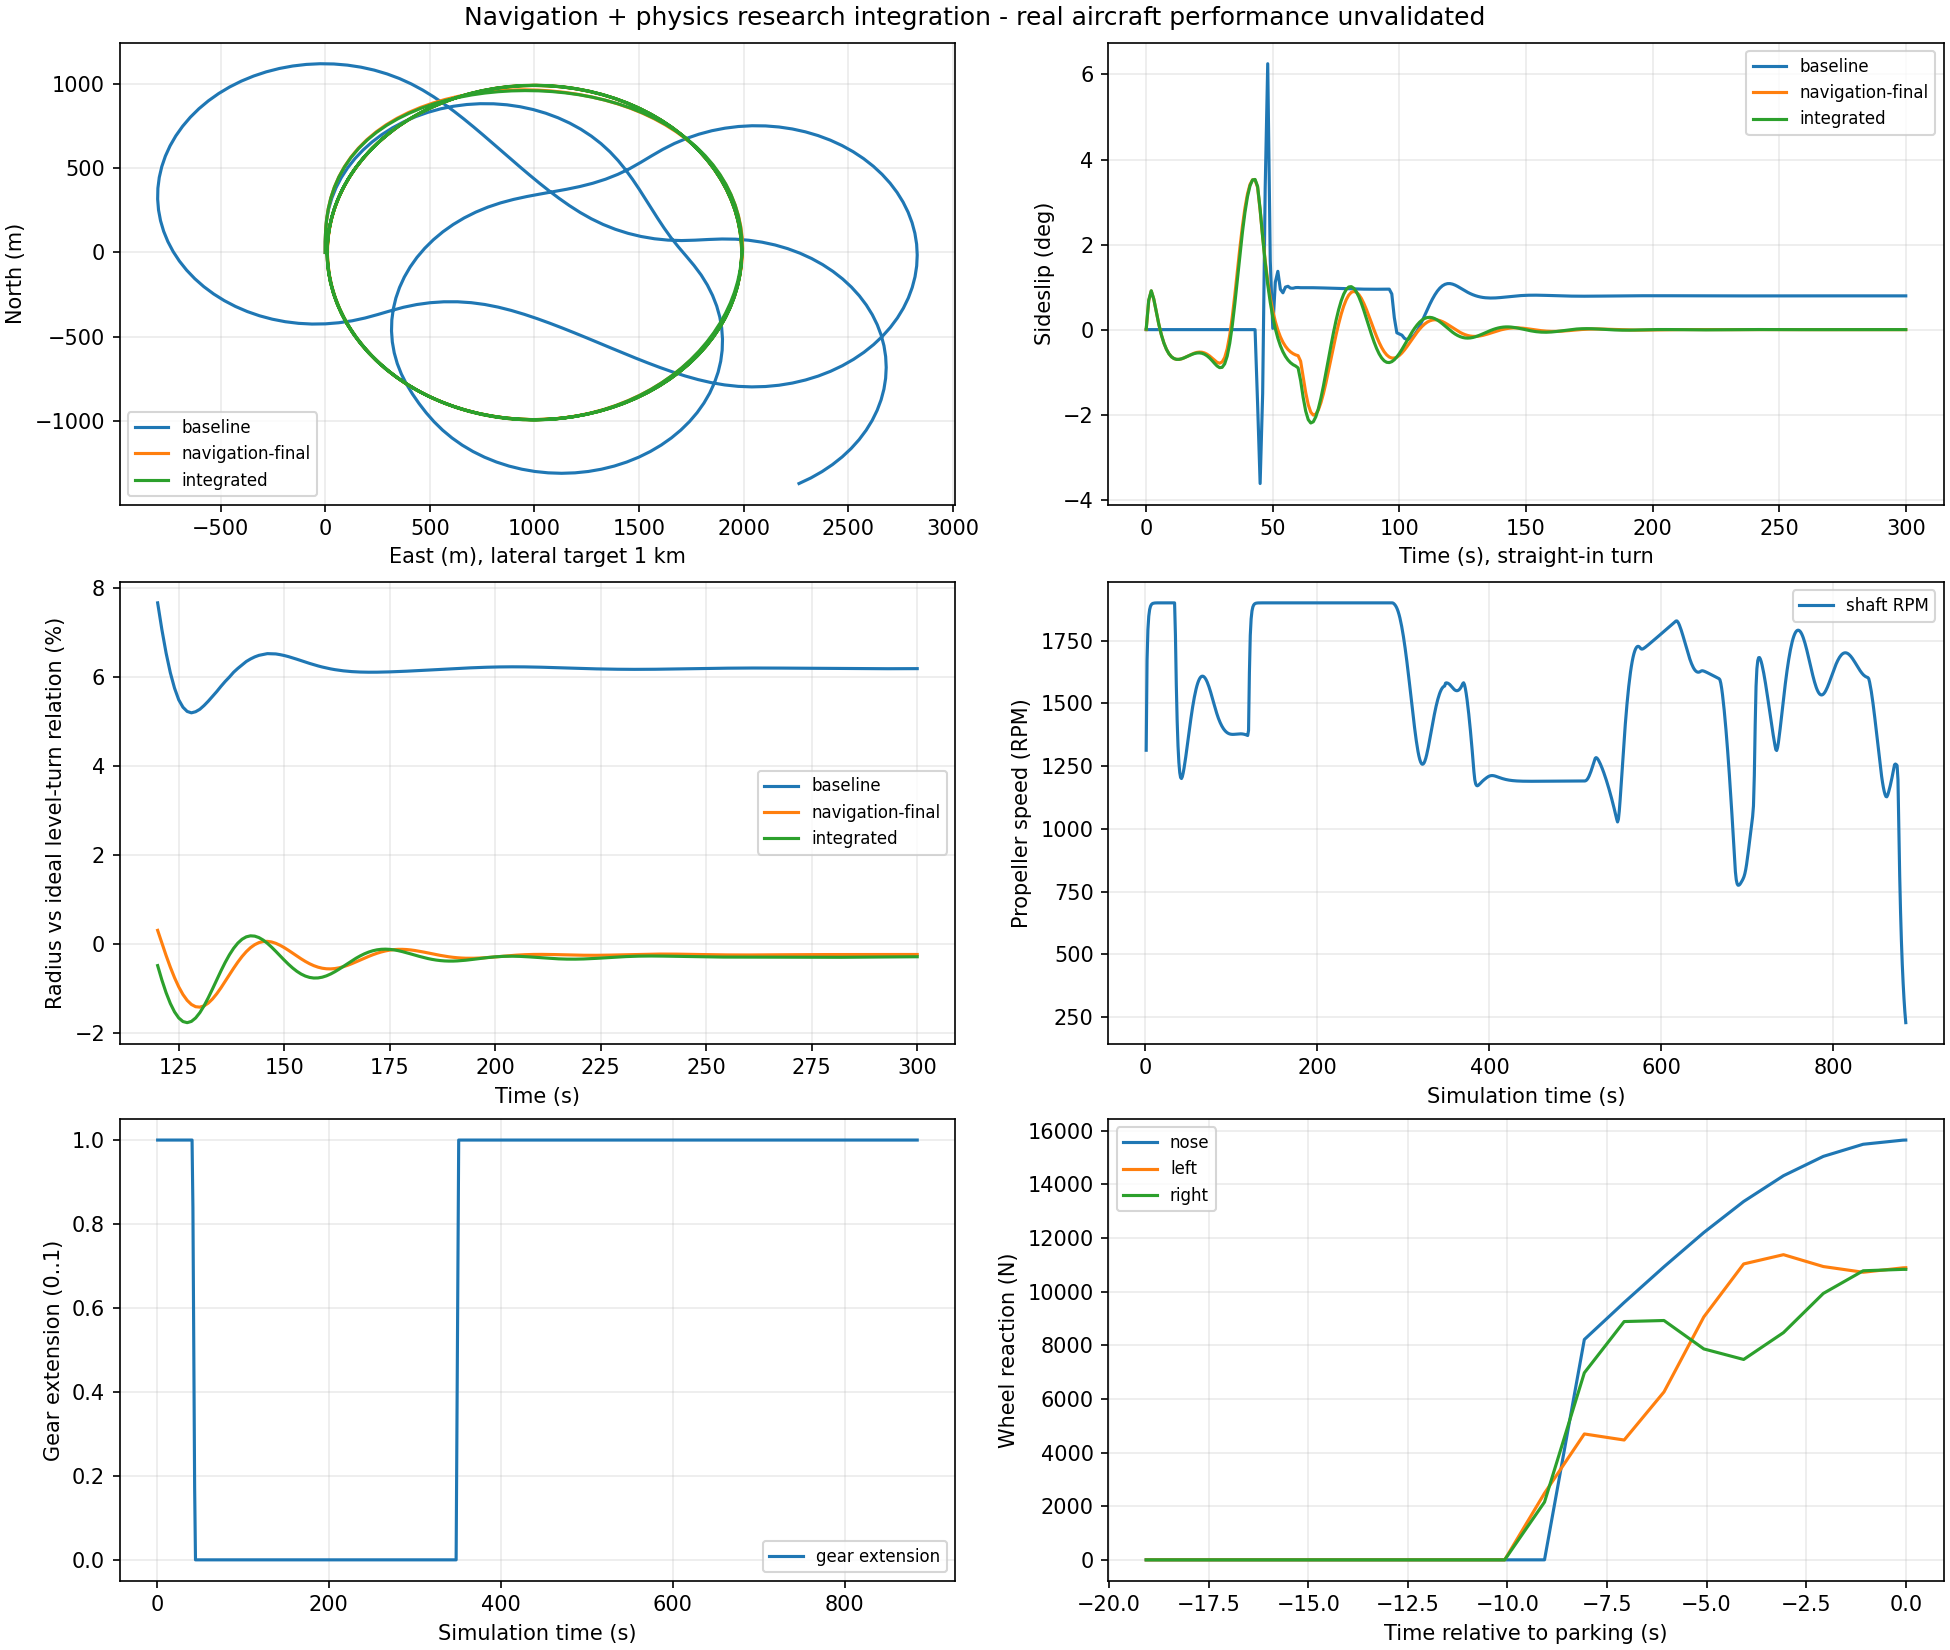 Navigation + physics research integration - real aircraft performance unvalidated
North (m)
1000
500
0
−500
−1000
baseline
navigation-final
integrated
−500 0 500 1000 1500 2000 2500 3000
East (m), lateral target 1 km
Sideslip (deg)
6
4
2
0
−2
−4
baseline
navigation-final
integrated
0 50 100 150 200 250 300
Time (s), straight-in turn
Radius vs ideal level-turn relation (%)
8
6
4
2
0
−2
baseline
navigation-final
integrated
125 150 175 200 225 250 275 300
Time (s)
Propeller speed (RPM)
1750
1500
1250
1000
750
500
250
shaft RPM
0 200 400 600 800
Simulation time (s)
Gear extension (0..1)
1.0
0.8
0.6
0.4
0.2
0.0
gear extension
0 200 400 600 800
Simulation time (s)
Wheel reaction (N)
16000
14000
12000
10000
8000
6000
4000
2000
0
nose
left
right
−20.0 −17.5 −15.0 −12.5 −10.0 −7.5 −5.0 −2.5 0.0
Time relative to parking (s)